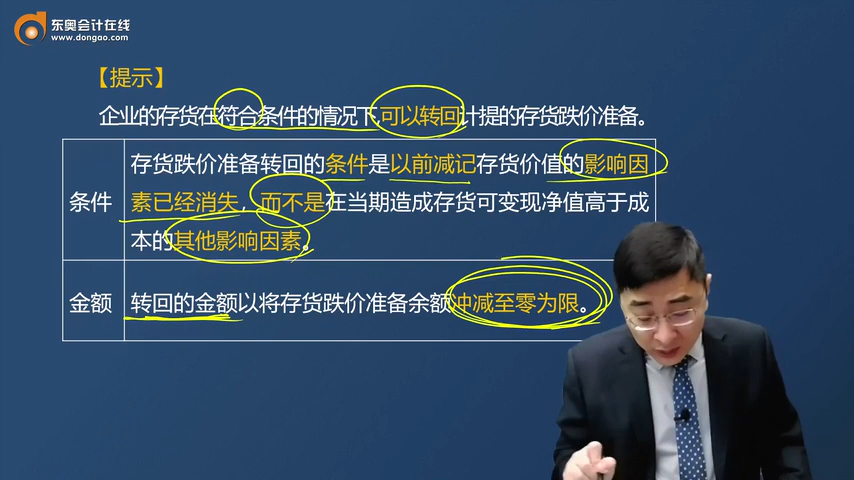 东奥会计在线
www.dongao.com
【提示】
企业的存货在符合条件的情况下,可以转回计提的存货跌价准备。
条件
存货跌价准备转回的条件是以前减记存货价值的影响因
素已经消失，而不是在当期造成存货可变现净值高于成
本的其他影响因素。
金额
转回的金额以将存货跌价准备余额冲减至零为限。